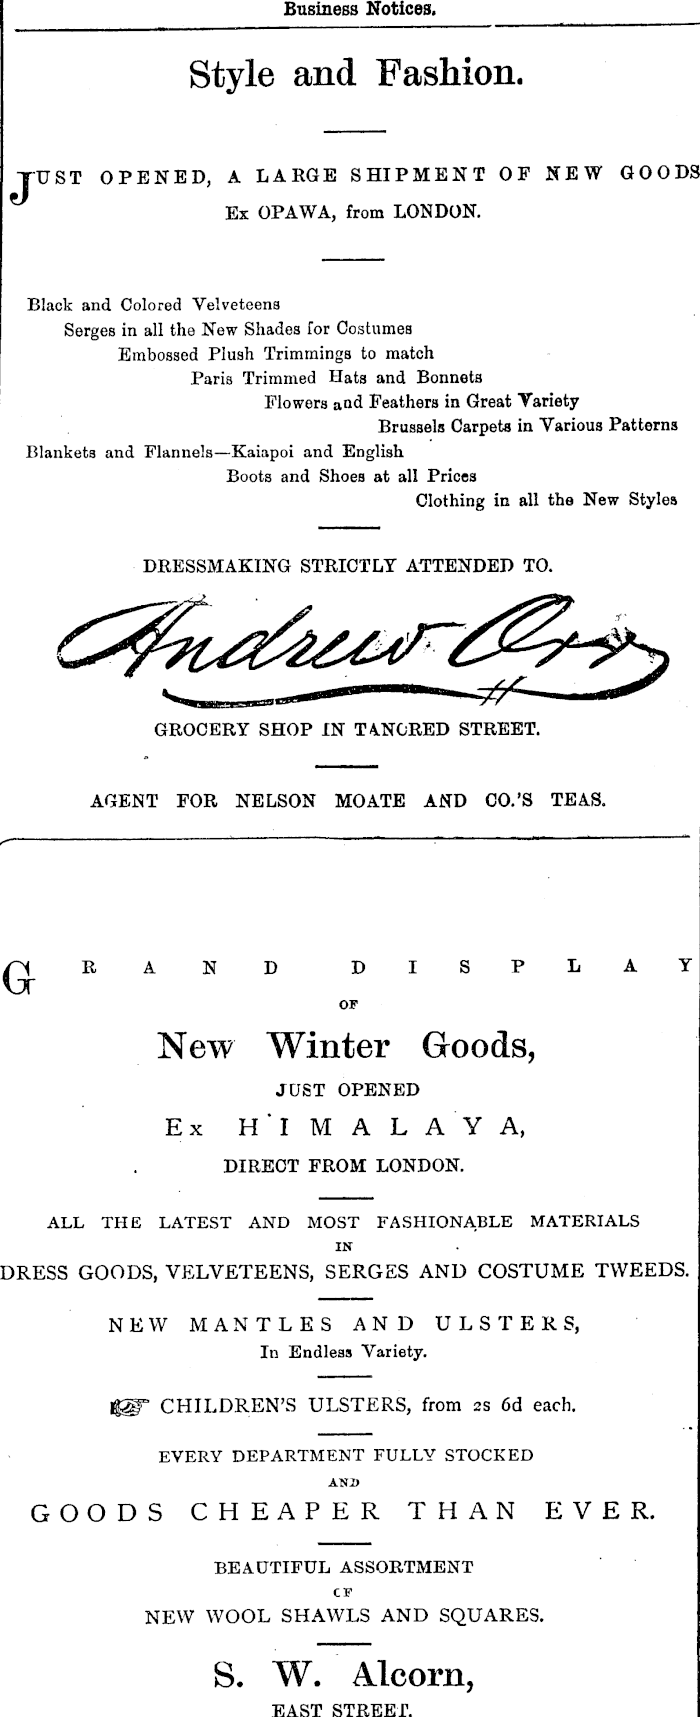 Business Notices.
Style and Fashion.
JUST OPENED, A LARGE SHIPMENT OF NEW GOODS
Ex OPAWA, from LONDON.
Black and Colored Velveteens
Serges in all the New Shades for Costumes
Embossed Plush Trimmings to match
Paris Trimmed Hats and Bonnets
Flowers and Feathers in Great Variety
Brussels Carpets in Various Patterns
Blankets and Flannels—Kaiapoi and English
Boots and Shoes at all Prices
Clothing in all the New Styles
DRESSMAKING STRICTLY ATTENDED TO.
Andrew Orr
GROCERY SHOP IN TANCRED STREET.
AGENT FOR NELSON MOATE AND CO.'S TEAS.
GRAND DISPLAY
OF
New Winter Goods,
JUST OPENED
Ex HIMALAYA,
DIRECT FROM LONDON.
ALL THE LATEST AND MOST FASHIONABLE MATERIALS
IN
DRESS GOODS, VELVETEENS, SERGES AND COSTUME TWEEDS.
NEW MANTLES AND ULSTERS,
In Endless Variety.
☞ CHILDREN'S ULSTERS, from 2s 6d each.
EVERY DEPARTMENT FULLY STOCKED
AND
GOODS CHEAPER THAN EVER.
BEAUTIFUL ASSORTMENT
OF
NEW WOOL SHAWLS AND SQUARES.
S. W. Alcorn,
EAST STREET.